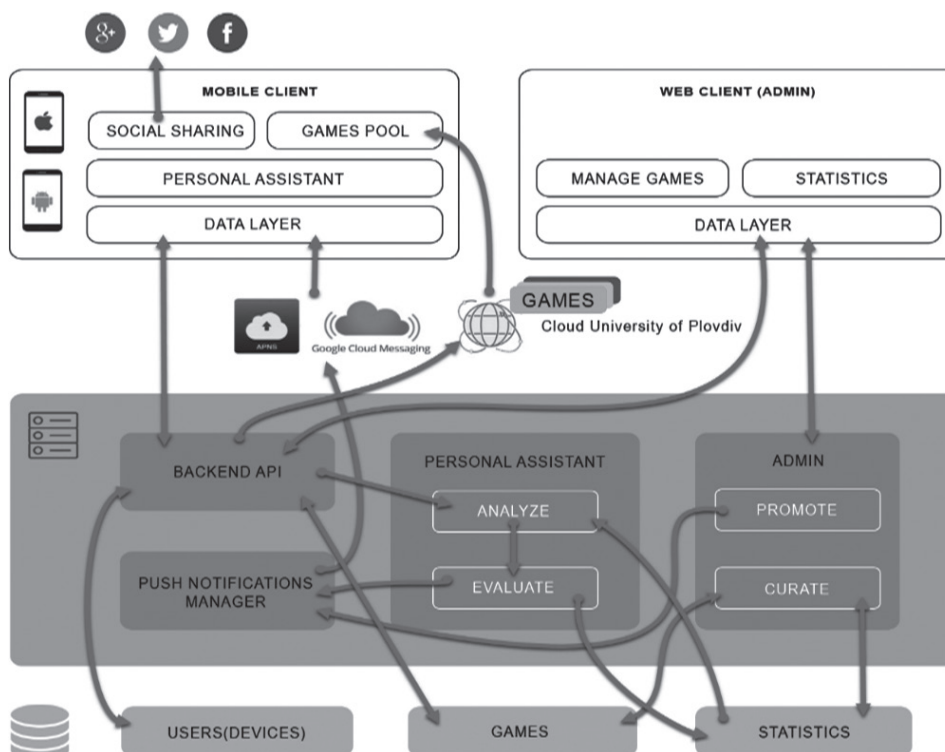 g+
f
MOBILE CLIENT
SOCIAL SHARING
GAMES POOL
PERSONAL ASSISTANT
DATA LAYER
WEB CLIENT (ADMIN)
MANAGE GAMES
STATISTICS
DATA LAYER
APNS
Google Cloud Messaging
GAMES
Cloud University of Plovdiv
BACKEND API
PUSH NOTIFICATIONS
MANAGER
PERSONAL ASSISTANT
ANALYZE
EVALUATE
ADMIN
PROMOTE
CURATE
USERS(DEVICES)
GAMES
STATISTICS